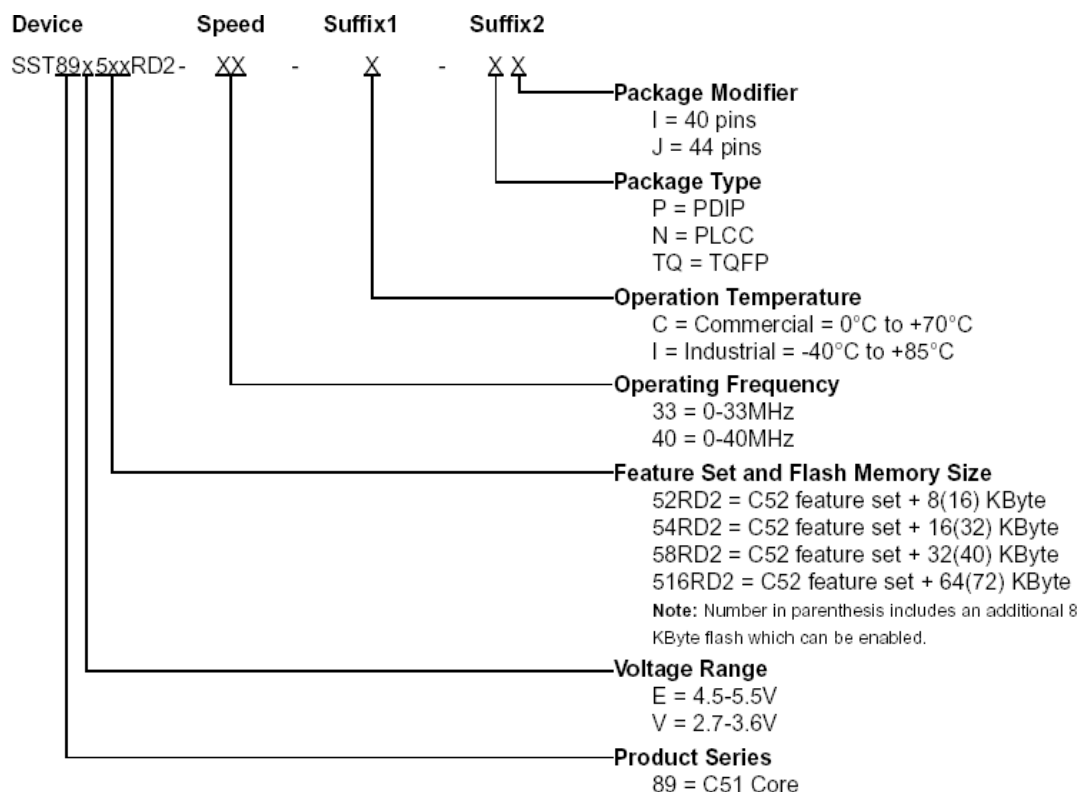 Device Speed Suffix1 Suffix2
SST89x5xxRD2 - XX - X - X X
Package Modifier
I = 40 pins
J = 44 pins
Package Type
P = PDIP
N = PLCC
TQ = TQFP
Operation Temperature
C = Commercial = 0°C to +70°C
I = Industrial = -40°C to +85°C
Operating Frequency
33 = 0-33MHz
40 = 0-40MHz
Feature Set and Flash Memory Size
52RD2 = C52 feature set + 8(16) KByte
54RD2 = C52 feature set + 16(32) KByte
58RD2 = C52 feature set + 32(40) KByte
516RD2 = C52 feature set + 64(72) KByte
Note: Number in parenthesis includes an additional 8
KByte flash which can be enabled.
Voltage Range
E = 4.5-5.5V
V = 2.7-3.6V
Product Series
89 = C51 Core